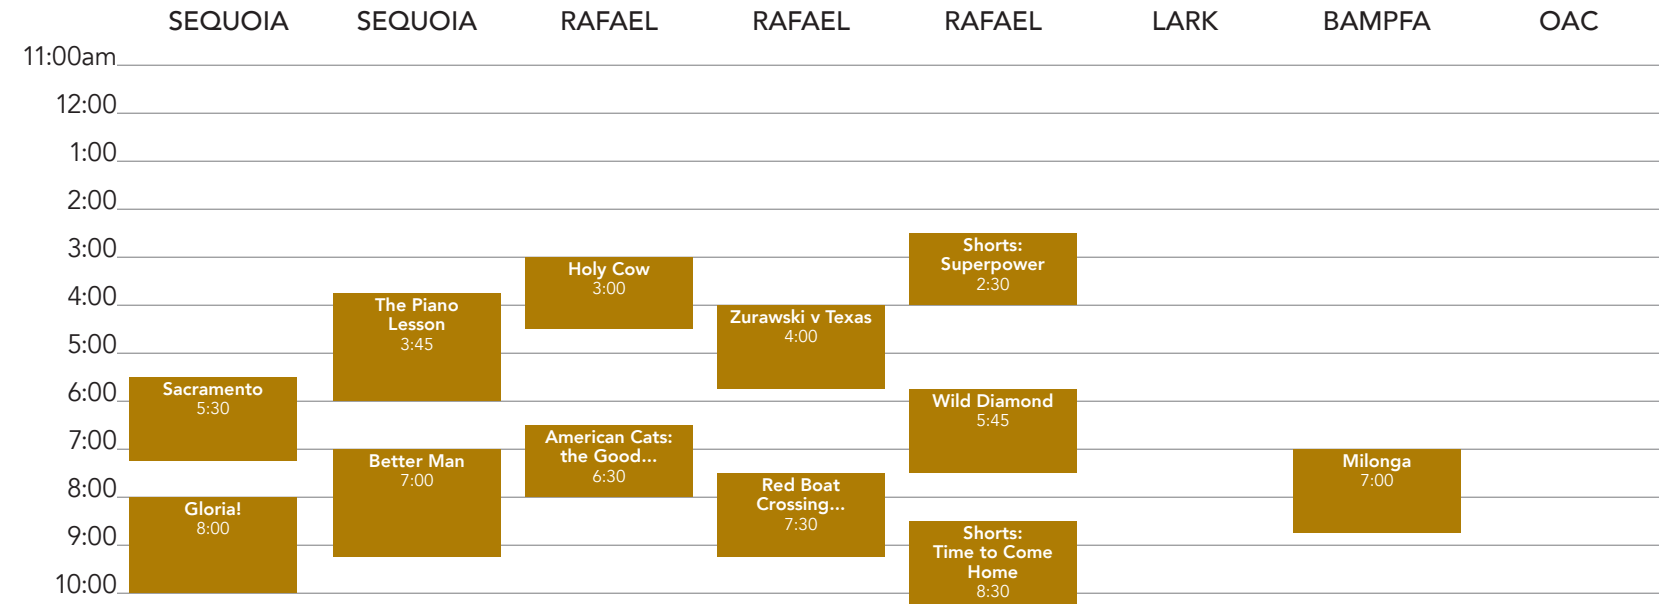 SEQUOIA SEQUOIA RAFAEL RAFAEL RAFAEL LARK BAMPFA OAC
11:00am
12:00
1:00
2:00
3:00
4:00
5:00
6:00
7:00
8:00
9:00
10:00
Sacramento
5:30
Gloria!
8:00
The Piano
Lesson
3:45
Better Man
7:00
Holy Cow
3:00
American Cats:
the Good...
6:30
Zurawski v Texas
4:00
Red Boat
Crossing...
7:30
Shorts:
Superpower
2:30
Wild Diamond
5:45
Shorts:
Time to Come
Home
8:30
Milonga
7:00